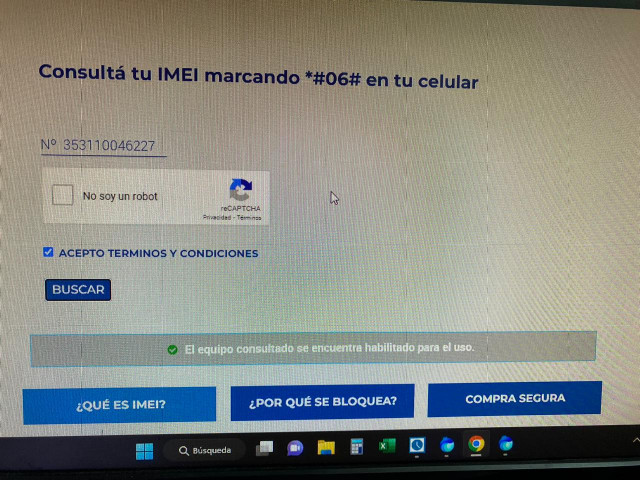 Consultá tu IMEI marcando *#06# en tu celular
Nº 353110046227
No soy un robot
reCAPTCHA
Privacidad - Términos
ACEPTO TERMINOS Y CONDICIONES
BUSCAR
El equipo consultado se encuentra habilitado para el uso.
¿QUÉ ES IMEI?
¿POR QUÉ SE BLOQUEA?
COMPRA SEGURA
Búsqueda